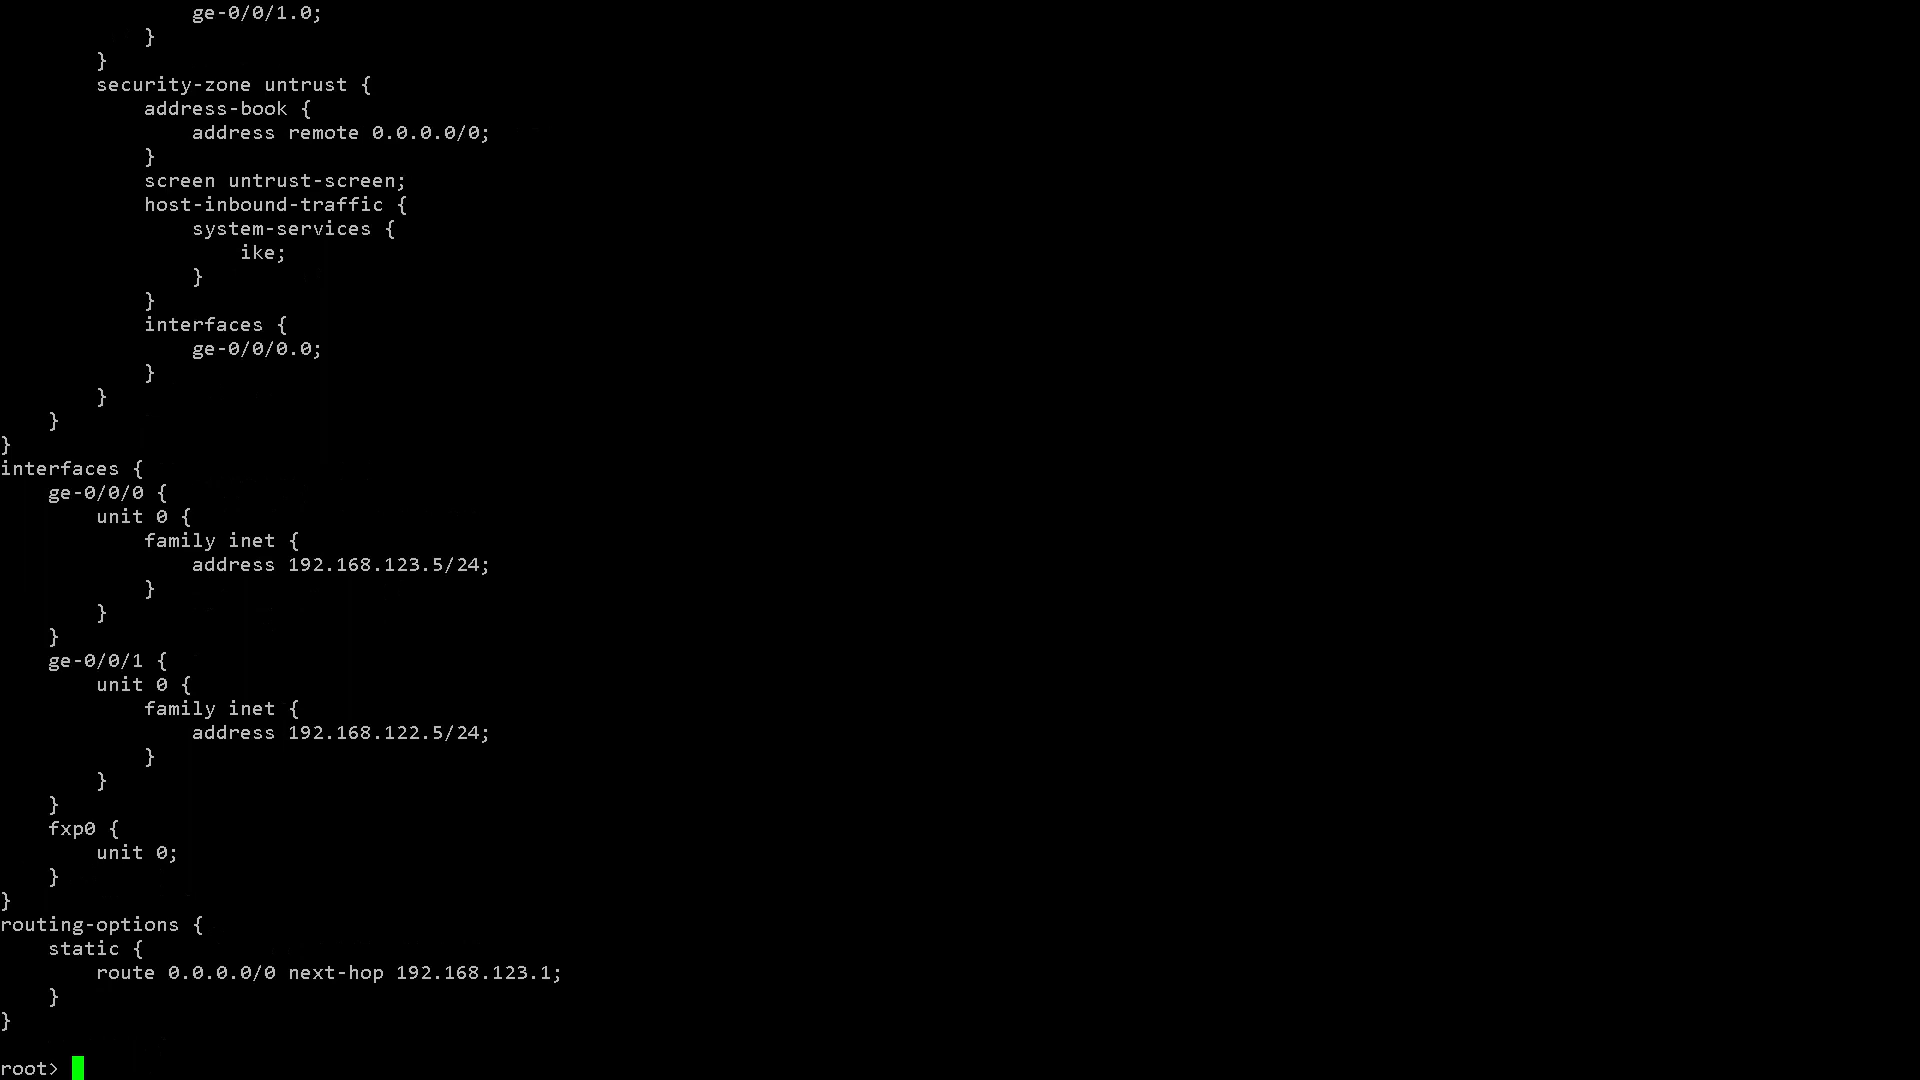 ge-0/0/1.0;
            }
        }
        security-zone untrust {
            address-book {
                address remote 0.0.0.0/0;
            }
            screen untrust-screen;
            host-inbound-traffic {
                system-services {
                    ike;
                }
            }
            interfaces {
                ge-0/0/0.0;
            }
        }
    }
}
interfaces {
    ge-0/0/0 {
        unit 0 {
            family inet {
                address 192.168.123.5/24;
            }
        }
    }
    ge-0/0/1 {
        unit 0 {
            family inet {
                address 192.168.122.5/24;
            }
        }
    }
    fxp0 {
        unit 0;
    }
}
routing-options {
    static {
        route 0.0.0.0/0 next-hop 192.168.123.1;
    }
}

root>